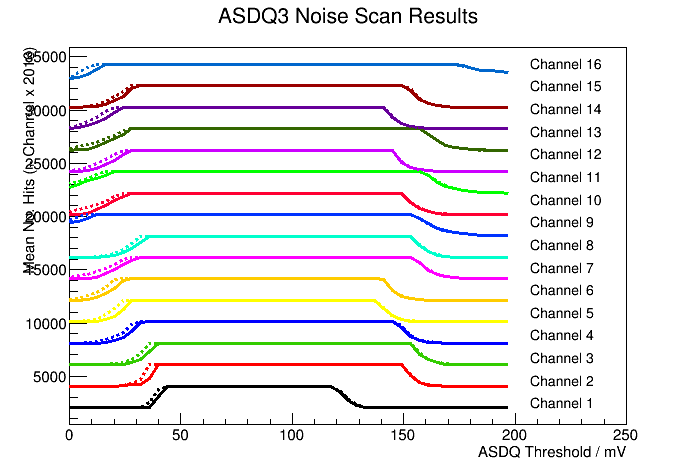 ASDQ3 Noise Scan Results
Mean Hits Channel x
35000
30000
25000
20000
15000
10000
5000
Channel 16
Channel 15
Channel 14
Channel 13
Channel 12
Channel 11
Channel 10
Channel 9
Channel 8
Channel 7
Channel 6
Channel 5
Channel 4
Channel 3
Channel 2
Channel 1
0 50 100 150 200 250
ASDQ Threshold / mV